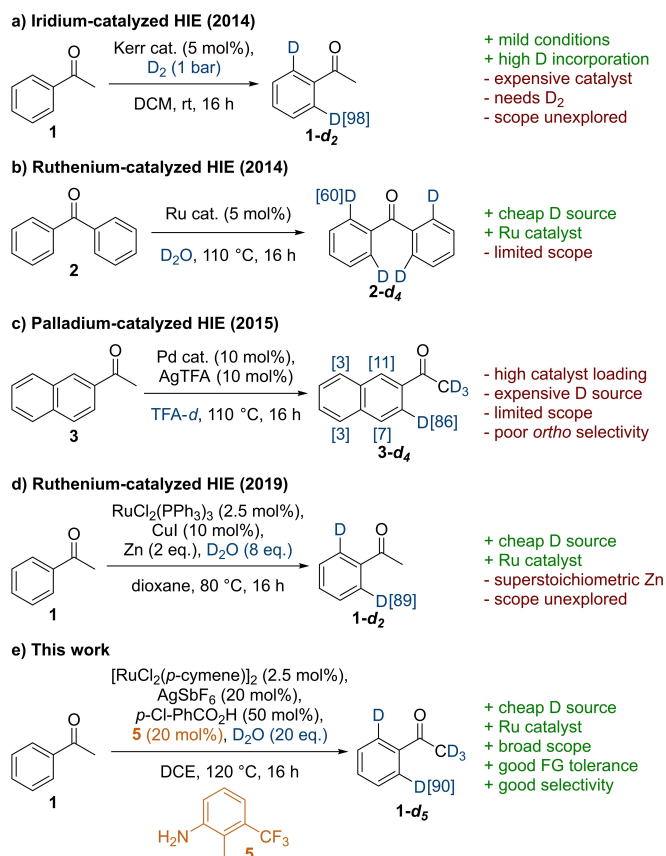 a) Iridium-catalyzed HIE (2014)
O
1
Kerr cat. (5 mol%),
D₂ (1 bar)
DCM, rt, 16 h
D
O
D[98]
1-d₂
+ mild conditions
+ high D incorporation
- expensive catalyst
- needs D₂
- scope unexplored
b) Ruthenium-catalyzed HIE (2014)
O
2
Ru cat. (5 mol%)
D₂O, 110 °C, 16 h
[60]D
O
D
D
D
2-d₄
+ cheap D source
+ Ru catalyst
- limited scope
c) Palladium-catalyzed HIE (2015)
O
3
Pd cat. (10 mol%),
AgTFA (10 mol%)
TFA-d, 110 °C, 16 h
[3]
[11]
O
CD₃
D[86]
[3]
[7]
3-d₄
- high catalyst loading
- expensive D source
- limited scope
- poor ortho selectivity
d) Ruthenium-catalyzed HIE (2019)
O
1
RuCl₂(PPh₃)₃ (2.5 mol%),
CuI (10 mol%),
Zn (2 eq.), D₂O (8 eq.)
dioxane, 80 °C, 16 h
D
O
D[89]
1-d₂
+ cheap D source
+ Ru catalyst
- superstoichiometric Zn
- scope unexplored
e) This work
O
1
[RuCl₂(p-cymene)]₂ (2.5 mol%),
AgSbF₆ (20 mol%),
p-Cl-PhCO₂H (50 mol%),
5 (20 mol%), D₂O (20 eq.)
DCE, 120 °C, 16 h
H₂N
CF₃
5
D
O
CD₃
D[90]
1-d₅
+ cheap D source
+ Ru catalyst
+ broad scope
+ good FG tolerance
+ good selectivity